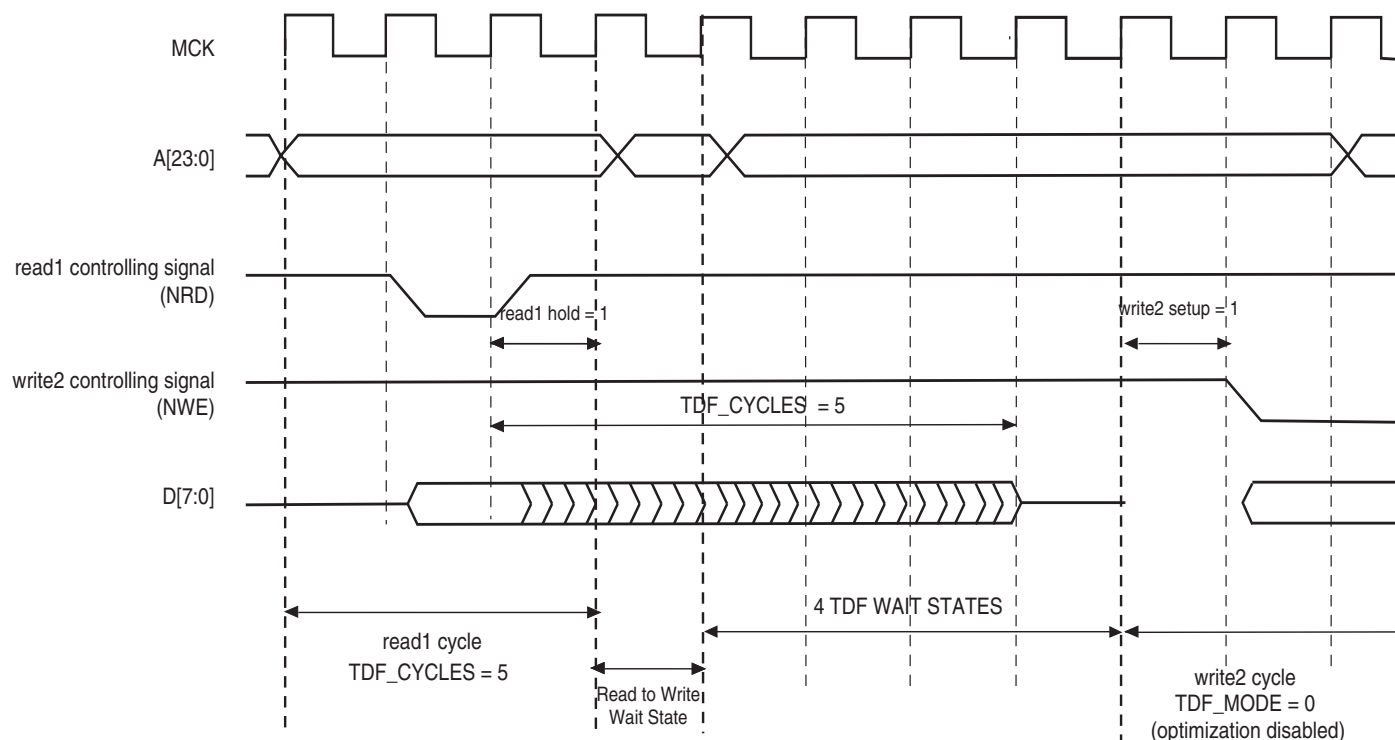 MCK
A[23:0]
read1 controlling signal
(NRD)
read1 hold = 1
write2 setup = 1
write2 controlling signal
(NWE)
TDF_CYCLES = 5
D[7:0]
4 TDF WAIT STATES
read1 cycle
TDF_CYCLES = 5
Read to Write
Wait State
write2 cycle
TDF_MODE = 0
(optimization disabled)